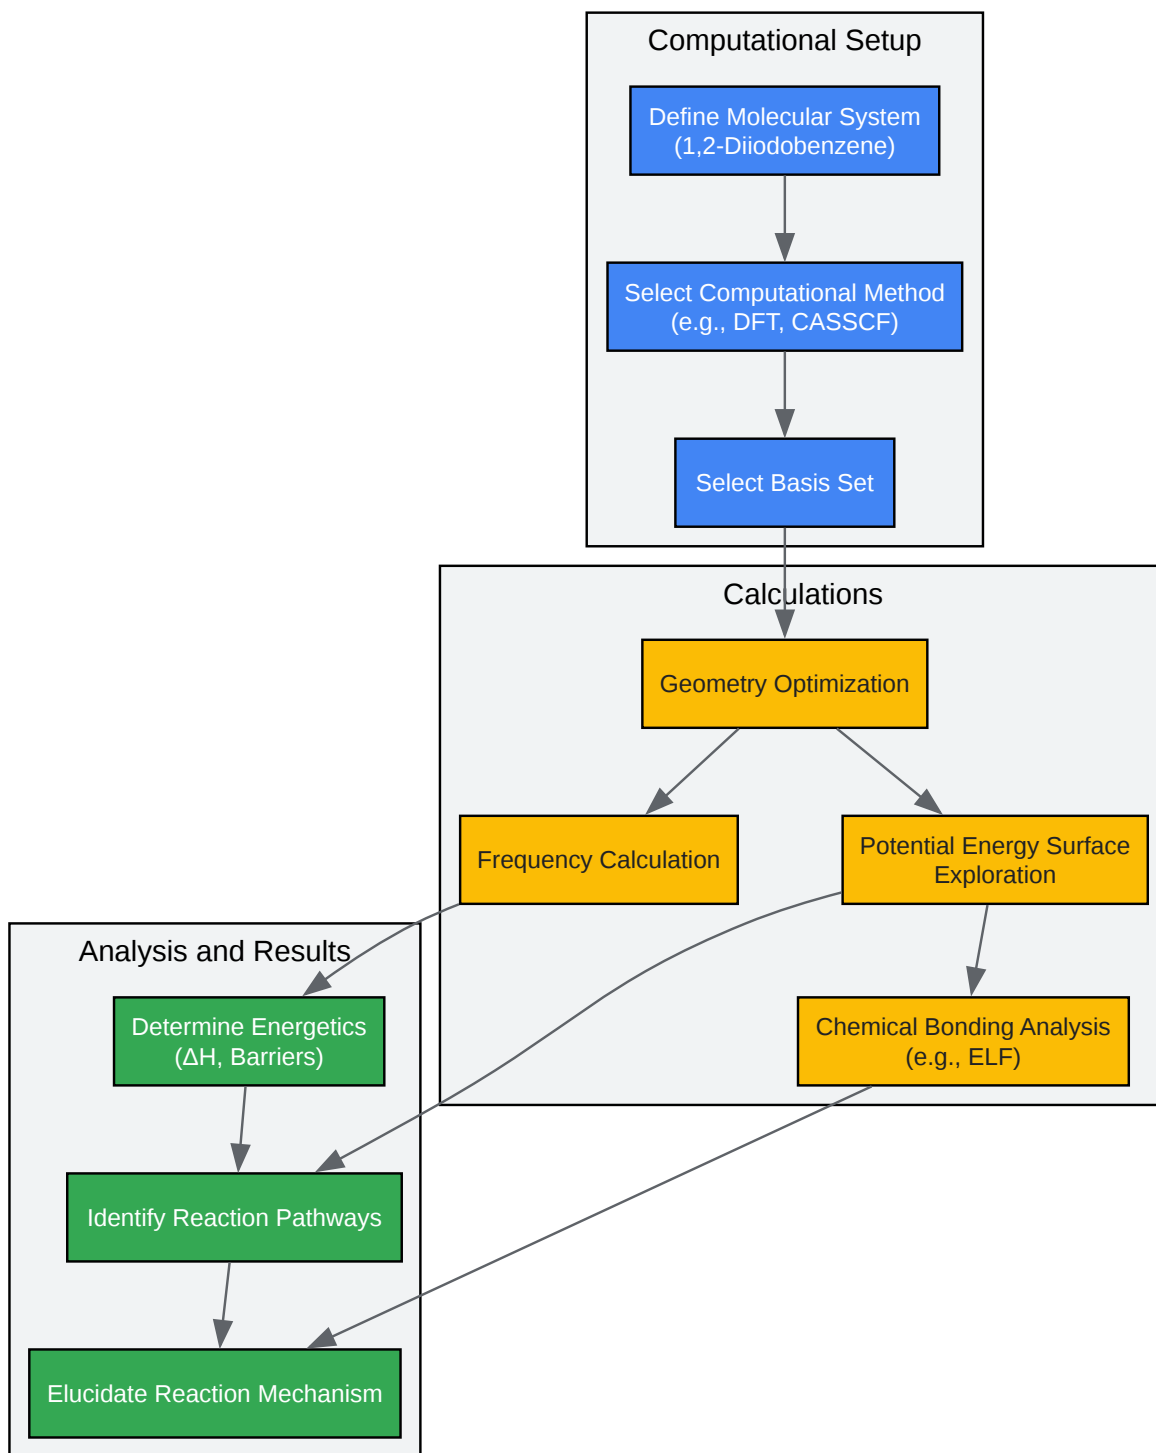 Computational Setup
Define Molecular System
(1,2-Diiodobenzene)
Select Computational Method
(e.g., DFT, CASSCF)
Select Basis Set
Calculations
Geometry Optimization
Frequency Calculation
Potential Energy Surface
Exploration
Chemical Bonding Analysis
(e.g., ELF)
Analysis and Results
Determine Energetics
(ΔH, Barriers)
Identify Reaction Pathways
Elucidate Reaction Mechanism